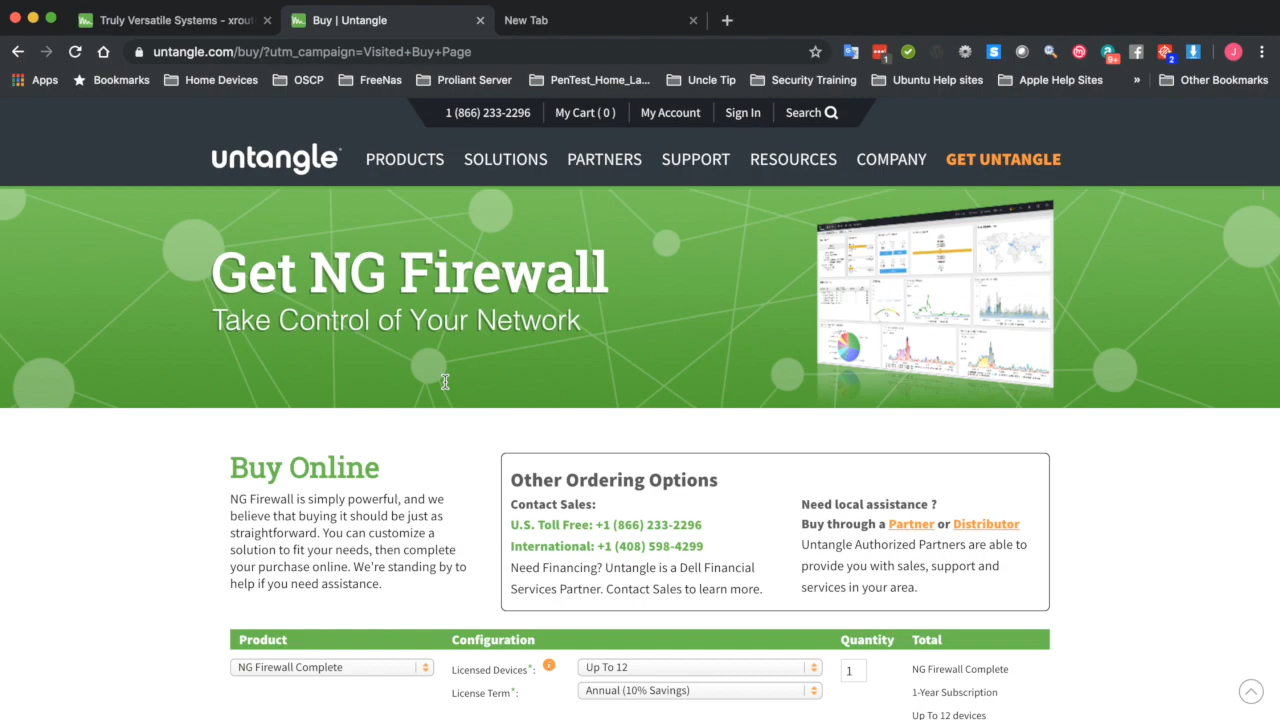 Truly Versatile Systems - xrout
Buy | Untangle
New Tab
untangle.com/buy/?utm_campaign=Visited+Buy+Page
1
9+
2
J
Apps
Bookmarks
Home Devices
OSCP
FreeNas
Proliant Server
PenTest_Home_La...
Uncle Tip
Security Training
Ubuntu Help sites
Apple Help Sites
»
Other Bookmarks
1 (866) 233-2296
My Cart ( 0 )
My Account
Sign In
Search
untangle
PRODUCTS
SOLUTIONS
PARTNERS
SUPPORT
RESOURCES
COMPANY
GET UNTANGLE
Get NG Firewall
Take Control of Your Network
Buy Online
NG Firewall is simply powerful, and we
believe that buying it should be just as
straightforward. You can customize a
solution to fit your needs, then complete
your purchase online. We're standing by to
help if you need assistance.
Other Ordering Options
Contact Sales:
U.S. Toll Free: +1 (866) 233-2296
International: +1 (408) 598-4299
Need Financing? Untangle is a Dell Financial
Services Partner. Contact Sales to learn more.
Need local assistance ?
Buy through a Partner or Distributor
Untangle Authorized Partners are able to
provide you with sales, support and
services in your area.
Product
Configuration
Quantity
Total
NG Firewall Complete
Licensed Devices*:
Up To 12
1
NG Firewall Complete
License Term*:
Annual (10% Savings)
1-Year Subscription
Up To 12 devices